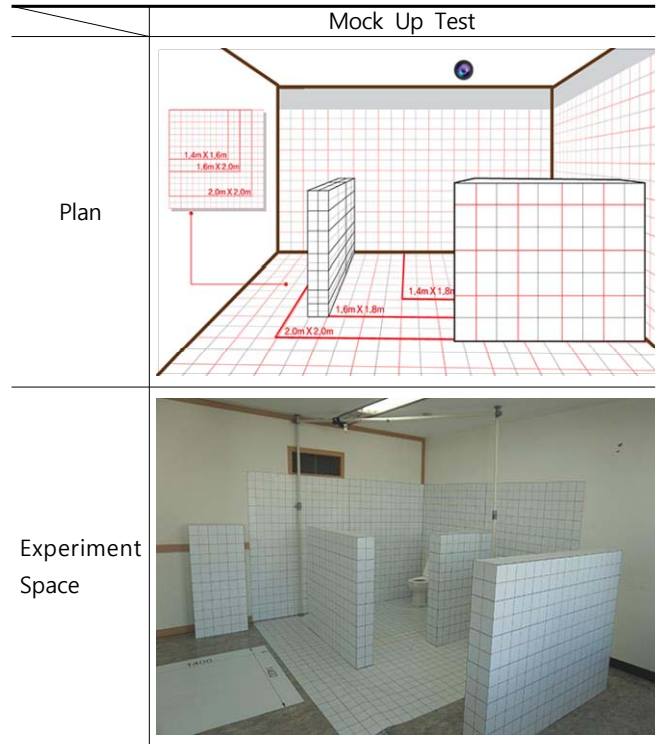 Mock Up Test
Plan
1.4m X 1.6m
1.6m X 2.0m
2.0m X 2.0m
1.4m X 1.8m
1.6m X 1.8m
2.0m X 2.0m
Experiment
Space
1400
1400